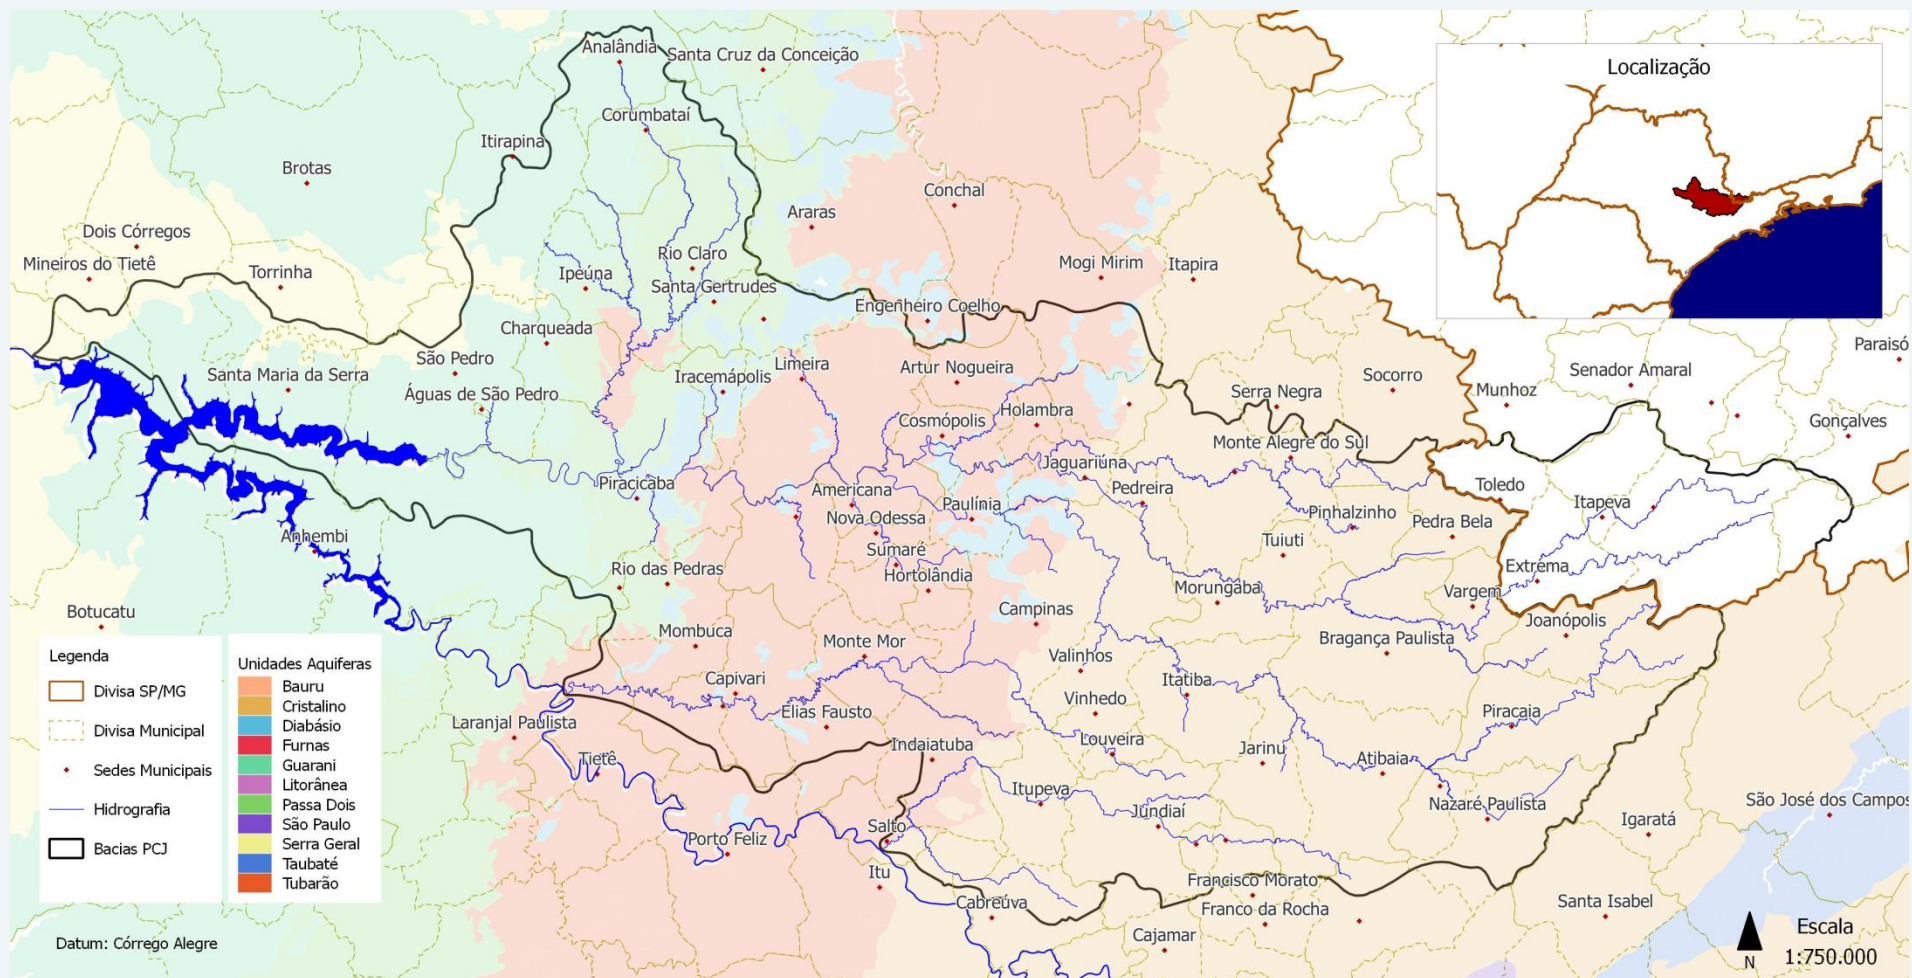 Analândia
Santa Cruz da Conceição
Localização
Corumbataí
Itirapina
Brotas
Conchal
Araras
Dois Córregos
Mineiros do Tietê
Torrinha
Ipeúna
Rio Claro
Santa Gertrudes
Mogi Mirim
Itapira
Engenheiro Coelho
Charqueada
São Pedro
Santa Maria da Serra
Águas de São Pedro
Iracemápolis
Limeira
Artur Nogueira
Serra Negra
Socorro
Munhoz
Senador Amaral
Paraisó
Gonçalves
Cosmópolis
Holambra
Monte Alegre do Sul
Jaguariúna
Piracicaba
Americana
Nova Odessa
Paulínia
Pedreira
Pinhalzinho
Pedra Bela
Toledo
Itapeva
Anhembi
Sumaré
Hortolândia
Tuiuti
Extrema
Rio das Pedras
Botucatu
Campinas
Morungaba
Vargem
Joanópolis
Mombuca
Monte Mor
Bragança Paulista
Valinhos
Itatiba
Capivari
Vinhedo
Elias Fausto
Laranjal Paulista
Piracaia
Tietê
Indaiatuba
Louveira
Jarinu
Atibaia
Itupeva
Jundiaí
Nazaré Paulista
Igaratá
São José dos Campos
Porto Feliz
Salto
Itu
Cabreúva
Francisco Morato
Franco da Rocha
Santa Isabel
Cajamar
Legenda
Divisa SP/MG
Divisa Municipal
Sedes Municipais
Hidrografia
Bacias PCJ
Unidades Aquiferas
Bauru
Cristalino
Diabásio
Furnas
Guarani
Litorânea
Passa Dois
São Paulo
Serra Geral
Taubaté
Tubarão
Datum: Córrego Alegre
N
Escala
1:750.000